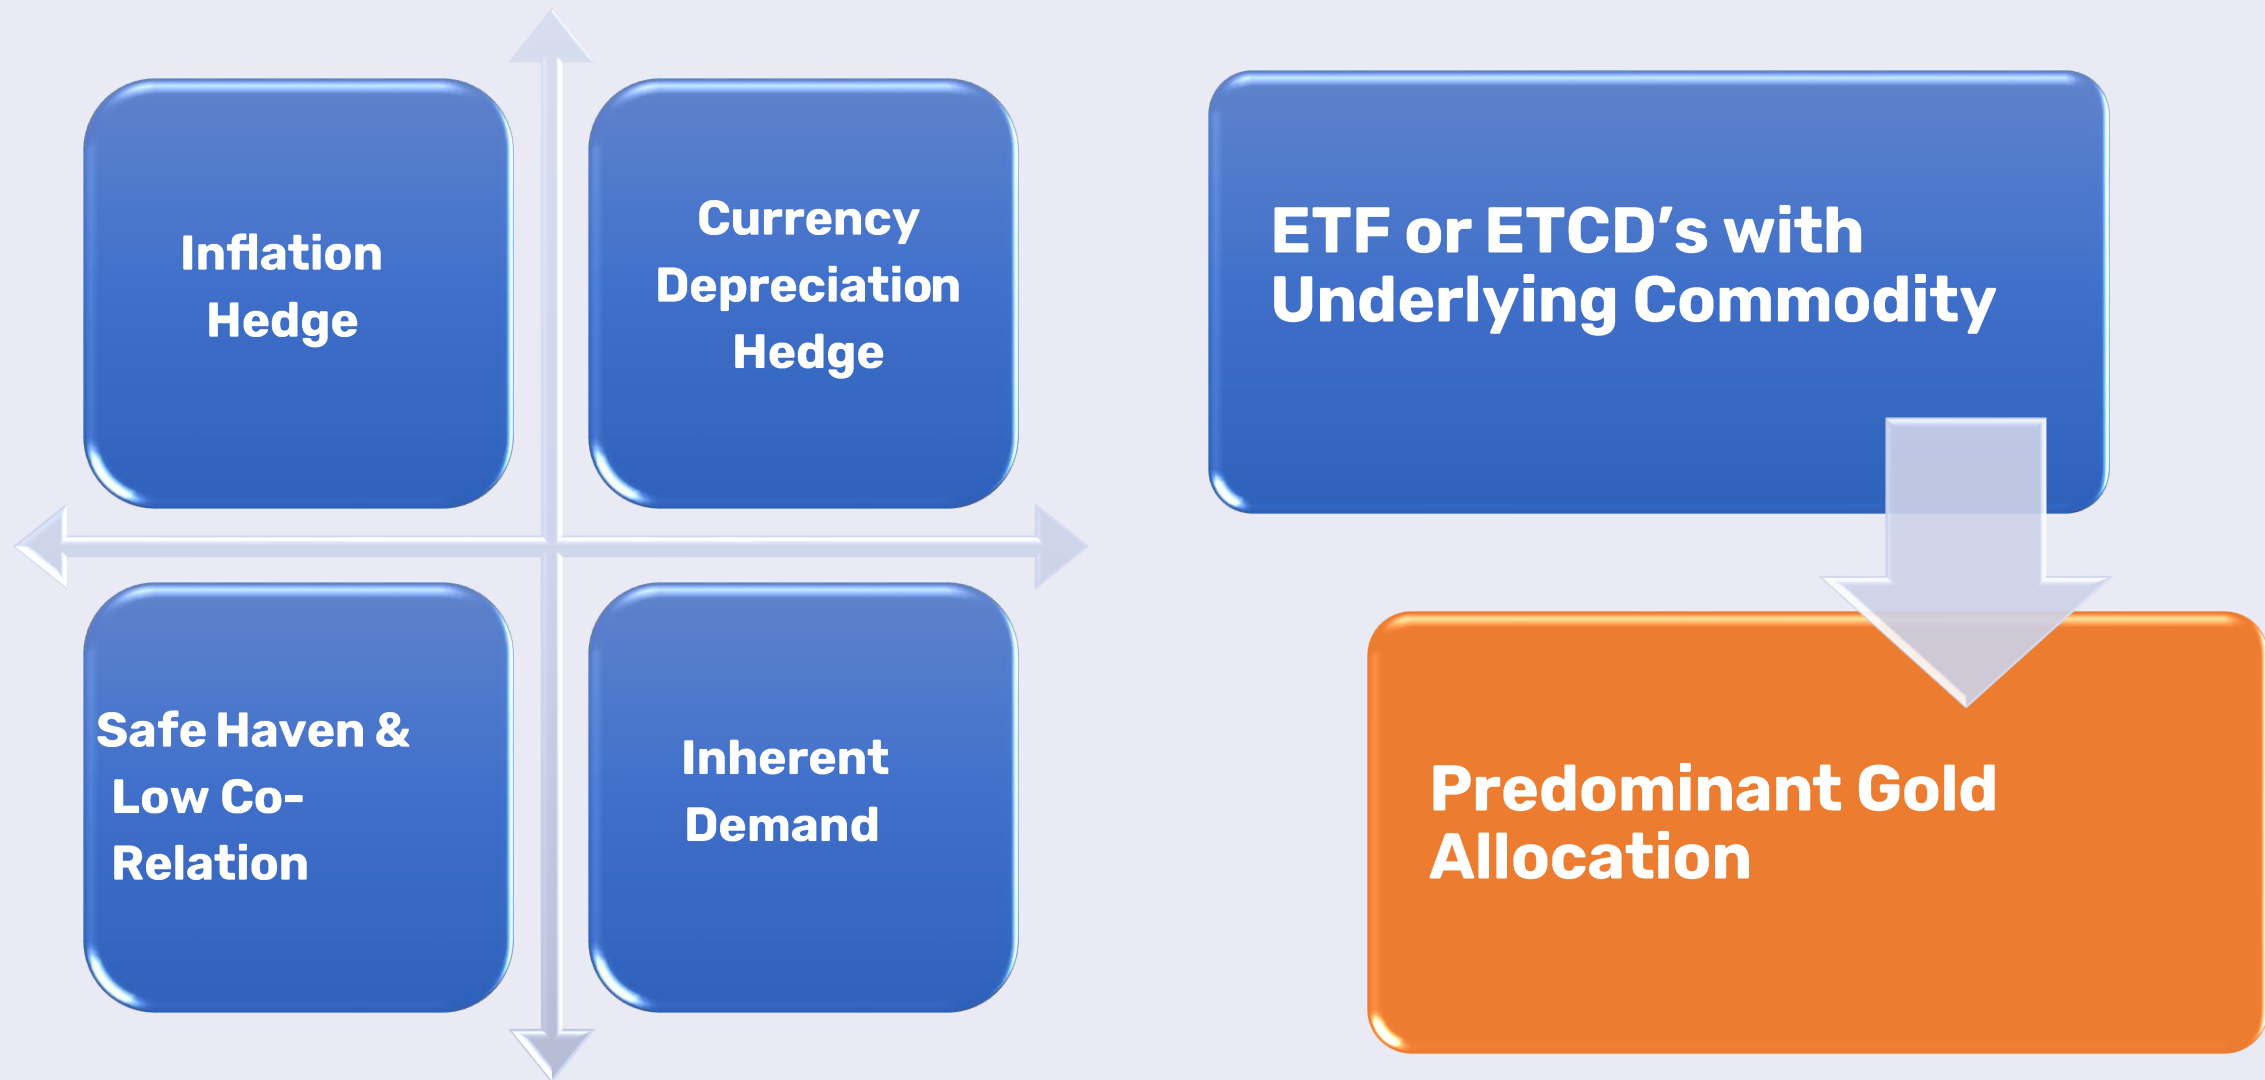 Inflation
Hedge
Currency
Depreciation
Hedge
Safe Haven &
Low Co-
Relation
Inherent
Demand
ETF or ETCD’s with
Underlying Commodity
Predominant Gold
Allocation